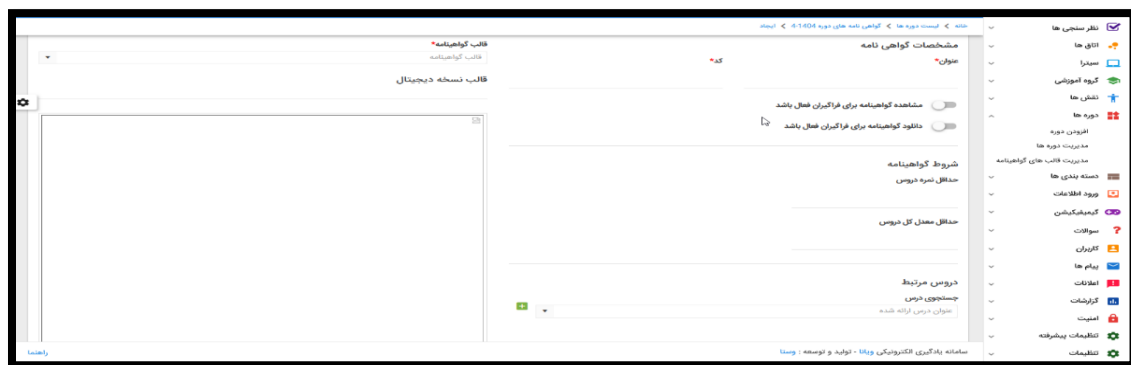 نظر سنجی ها
اتاق ها
سیترا
گروه آموزشی
نقش ها
دوره ها
افزودن دوره
مدیریت دوره ها
مدیریت قالب های گواهینامه
دسته بندی ها
ورود اطلاعات
گیمیفیکیشن
سوالات
کاربران
پیام ها
اعلانات
گزارشات
امنیت
تنظیمات پیشرفته
تنظیمات
خانه > لیست دوره ها > گواهی نامه های دوره 1404-4 > ایجاد
مشخصات گواهی نامه
عنوان* کد*
مشاهده گواهینامه برای فراگیران فعال باشد
دانلود گواهینامه برای فراگیران فعال باشد
شروط گواهینامه
حداقل نمره دروس
حداقل معدل کل دروس
دروس مرتبط
جستجوی درس
عنوان درس ارائه شده
قالب گواهینامه*
قالب گواهینامه
قالب نسخه دیجیتال
سامانه یادگیری الکترونیکی ویانا - تولید و توسعه : وستا
راهنما